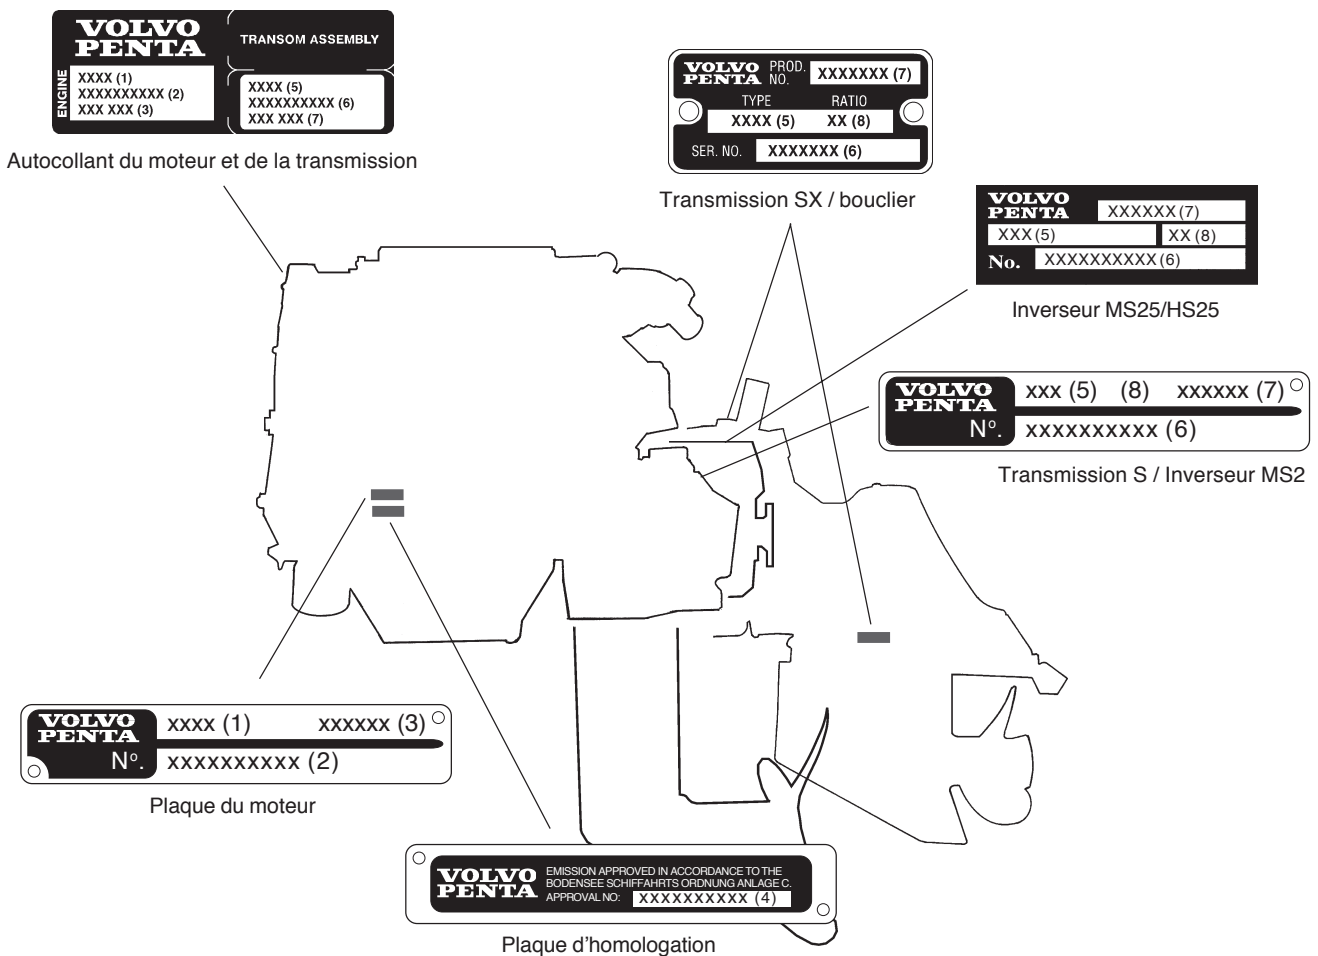 VOLVO
PENTA
TRANSOM ASSEMBLY
ENGINE
XXXX (1)
XXXXXXXXXX (2)
XXX XXX (3)
XXXX (5)
XXXXXXXXXX (6)
XXX XXX (7)
Autocollant du moteur et de la transmission
VOLVO
PENTA
PROD.
NO.
XXXXXXX (7)
TYPE RATIO
XXXX (5) XX (8)
SER. NO. XXXXXXX (6)
Transmission SX / bouclier
VOLVO
PENTA
XXXXXX (7)
XXX (5) XX (8)
No. XXXXXXXXXX (6)
Inverseur MS25/HS25
VOLVO
PENTA
xxx (5) (8) xxxxxx (7)
Nº. xxxxxxxxxx (6)
Transmission S / Inverseur MS2
VOLVO
PENTA
xxxx (1) xxxxxx (3)
Nº. xxxxxxxxxx (2)
Plaque du moteur
VOLVO
PENTA
EMISSION APPROVED IN ACCORDANCE TO THE
BODENSEE SCHIFFAHRTS ORDNUNG ANLAGE C.
APPROVAL NO: XXXXXXXXXX (4)
Plaque d'homologation